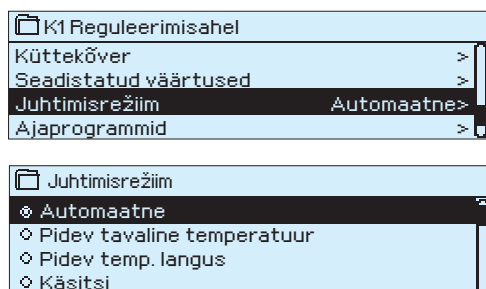 K1 Reguleerimisahel
Küttekõver >
Seadistatud väärtused >
Juhtimisrežiim Automaatne>
Ajaprogrammid >
Juhtimisrežiim
Automaatne
Pidev tavaline temperatuur
Pidev temp. langus
Käsitsi